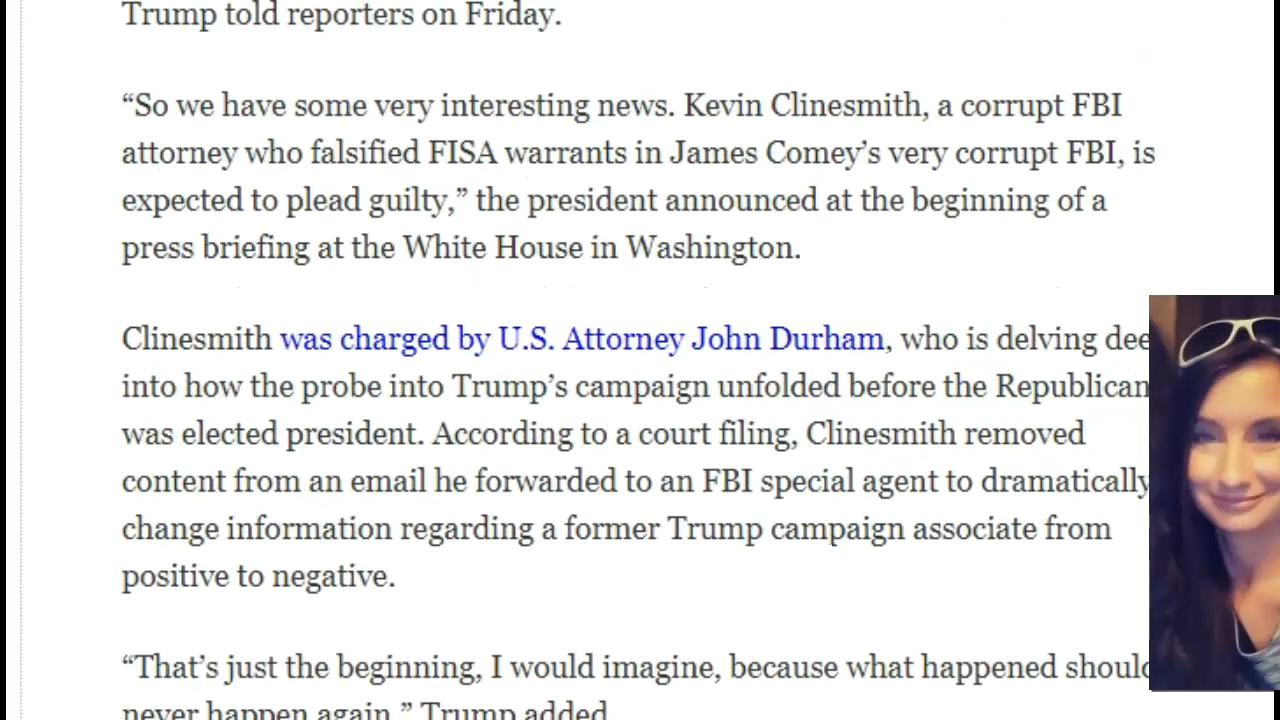 Trump told reporters on Friday.
“So we have some very interesting news. Kevin Clinesmith, a corrupt FBI
attorney who falsified FISA warrants in James Comey’s very corrupt FBI, is
expected to plead guilty,” the president announced at the beginning of a
press briefing at the White House in Washington.
Clinesmith was charged by U.S. Attorney John Durham, who is delving dee
into how the probe into Trump’s campaign unfolded before the Republican
was elected president. According to a court filing, Clinesmith removed
content from an email he forwarded to an FBI special agent to dramatically
change information regarding a former Trump campaign associate from
positive to negative.
“That’s just the beginning, I would imagine, because what happened should
never happen again,” Trump added.